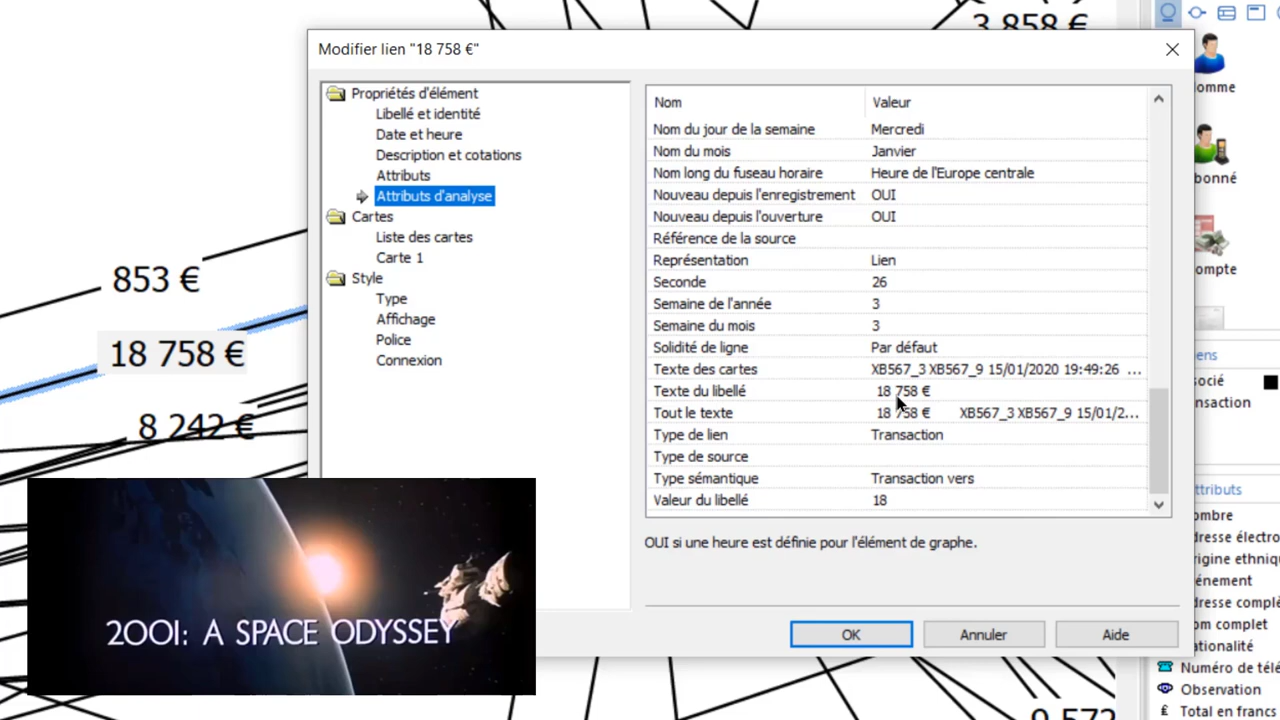 3 858 €
Modifier lien "18 758 €"
Propriétés d'élément
Libellé et identité
Date et heure
Description et cotations
Attributs
Attributs d'analyse
Cartes
Liste des cartes
Carte 1
Style
Type
Affichage
Police
Connexion
Nom Valeur
Nom du jour de la semaine Mercredi
Nom du mois Janvier
Nom long du fuseau horaire Heure de l'Europe centrale
Nouveau depuis l'enregistrement OUI
Nouveau depuis l'ouverture OUI
Référence de la source
Représentation Lien
Seconde 26
Semaine de l'année 3
Semaine du mois 3
Solidité de ligne Par défaut
Texte des cartes XB567_3 XB567_9 15/01/2020 19:49:26 ...
Texte du libellé 18 758 €
Tout le texte 18 758 € XB567_3 XB567_9 15/01/2...
Type de lien Transaction
Type de source
Type sémantique Transaction vers
Valeur du libellé 18
OUI si une heure est définie pour l'élément de graphe.
OK Annuler Aide
853 €
18 758 €
8 242 €
2001: A SPACE ODYSSEY
omme
bonné
ompte
ens
socié
nsaction
ttributs
ombre
dresse électro
rigine ethniqu
énement
dresse complè
om complet
ationalité
Numéro de télé
Observation
£ Total en francs
9 572